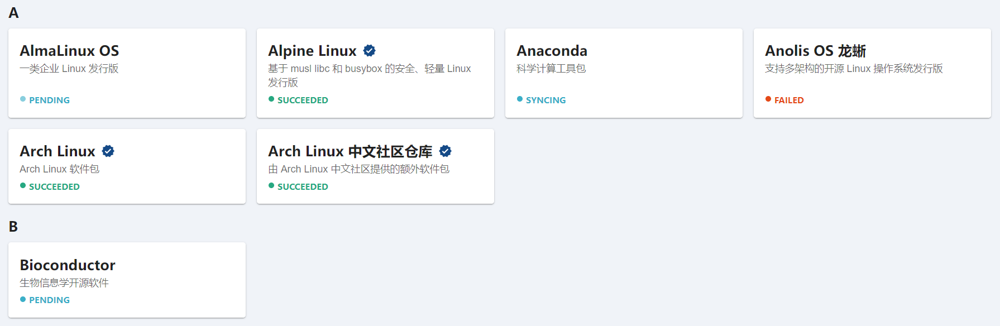 A
AlmaLinux OS
一类企业 Linux 发行版
PENDING
Alpine Linux
基于 musl libc 和 busybox 的安全、轻量 Linux
发行版
SUCCEEDED
Anaconda
科学计算工具包
SYNCING
Anolis OS 龙蜥
支持多架构的开源 Linux 操作系统发行版
FAILED
Arch Linux
Arch Linux 软件包
SUCCEEDED
Arch Linux 中文社区仓库
由 Arch Linux 中文社区提供的额外软件包
SUCCEEDED
B
Bioconductor
生物信息学开源软件
PENDING